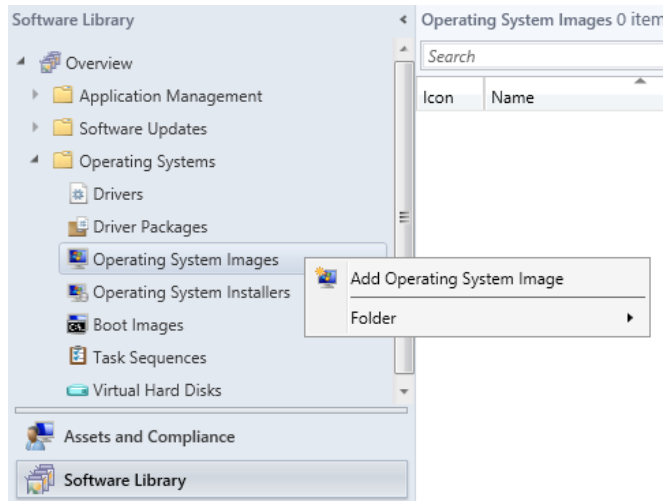 Software Library
Operating System Images 0 item
Overview
Search
Application Management
Icon Name
Software Updates
Operating Systems
Drivers
Driver Packages
Operating System Images
Add Operating System Image
Operating System Installers
Folder
Boot Images
Task Sequences
Virtual Hard Disks
Assets and Compliance
Software Library